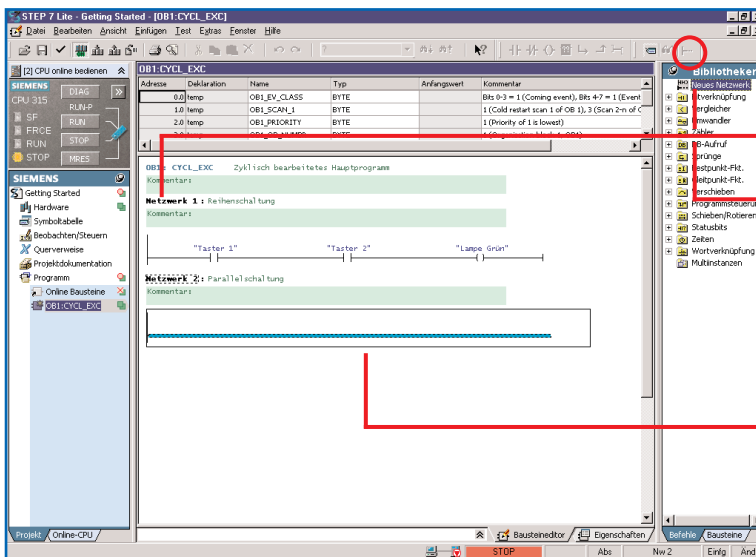 STEP 7 Lite - Getting Started - [OB1:CYCL_EXC]
Datei Bearbeiten Ansicht Einfügen Test Extras Fenster Hilfe
?
[2] CPU online bedienen
SIEMENS
CPU 315
DIAG
RUN-P
SF
RUN
FRCE
RUN
STOP
STOP
MRES
SIEMENS
Getting Started
Hardware
Symboltabelle
Beobachten/Steuern
Querverweise
Projektdokumentation
Programm
Online Bausteine
OB1:CYCL_EXC
Projekt Online-CPU
OB1:CYCL_EXC
Adresse Deklaration Name Typ Anfangswert Kommentar
0.0 temp OB1_EV_CLASS BYTE Bits 0-3 = 1 (Coming event), Bits 4-7 = 1 (Event
1.0 temp OB1_SCAN_1 BYTE 1 (Cold restart scan 1 of OB 1), 3 (Scan 2-n of O
2.0 temp OB1_PRIORITY BYTE 1 (Priority of 1 is lowest)
OB1: CYCL_EXC Zyklisch bearbeitetes Hauptprogramm
Kommentar:
Netzwerk 1 : Reihenschaltung
Kommentar:
"Taster 1" "Taster 2" "Lampe Grün"
Netzwerk 2 : Parallelschaltung
Kommentar:
Bausteineditor Eigenschaften
Bibliotheken
Neues Netzwerk
Bitverknüpfung
Vergleicher
Umwandler
Zähler
DB-Aufruf
Sprünge
Festpunkt-Fkt.
Gleitpunkt-Fkt.
Verschieben
Programmsteuerun
Schieben/Rotieren
Statusbits
Zeiten
Wortverknüpfung
Multiinstanzen
Befehle Bausteine
STOP Abs Nw 2 Einfg Änd